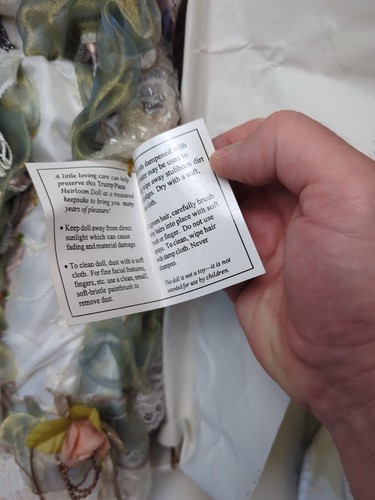 A little loving care can help
preserve this Trump Plaza
Heirloom Doll as a treasured
keepsake to bring you many
years of pleasure!
• Keep doll away from direct
sunlight which can cause
fading and material damage.
• To clean doll, dust with a soft
cloth. For fine facial features,
fingers, etc. use a clean, small,
soft-bristle paintbrush to
remove dust.
dampened with
may be used to
wipe away stubborn dirt
Dry with a soft,
groom hair, carefully brush
hairs into place with soft
or finger. Do not use
To clean, wipe hair
with damp cloth. Never
This doll is not a toy—it is not
intended for use by children.